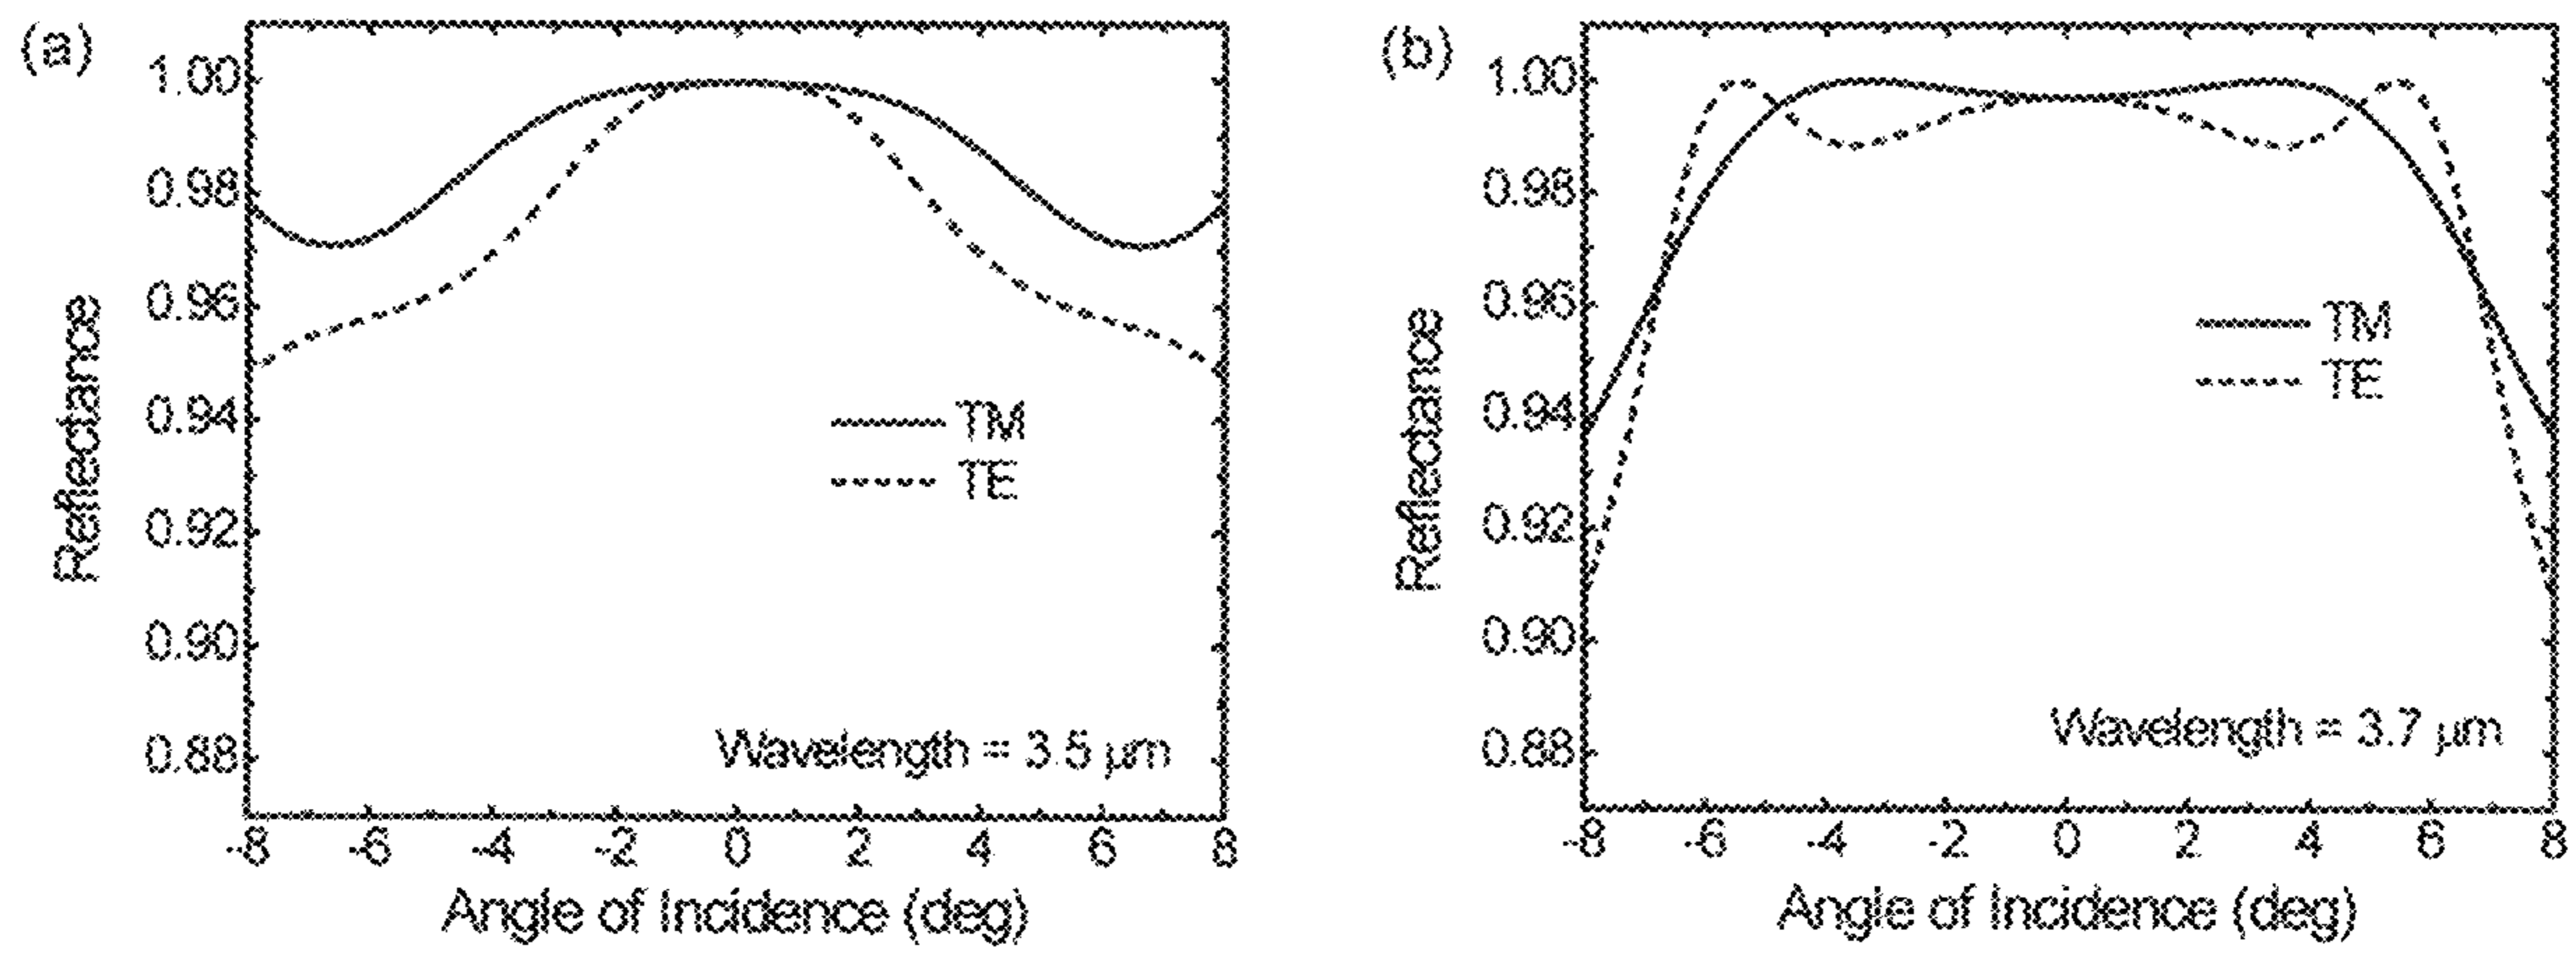 (a)
1.00
0.98
0.96
0.94
0.92
0.90
0.88
Reflectance
TM
TE
Wavelength = 3.5 μm
-8 -6 -4 -2 0 2 4 6 8
Angle of Incidence (deg)
(b)
1.00
0.98
0.96
0.94
0.92
0.90
0.88
Reflectance
TM
TE
Wavelength = 3.7 μm
-8 -6 -4 -2 0 2 4 6 8
Angle of Incidence (deg)